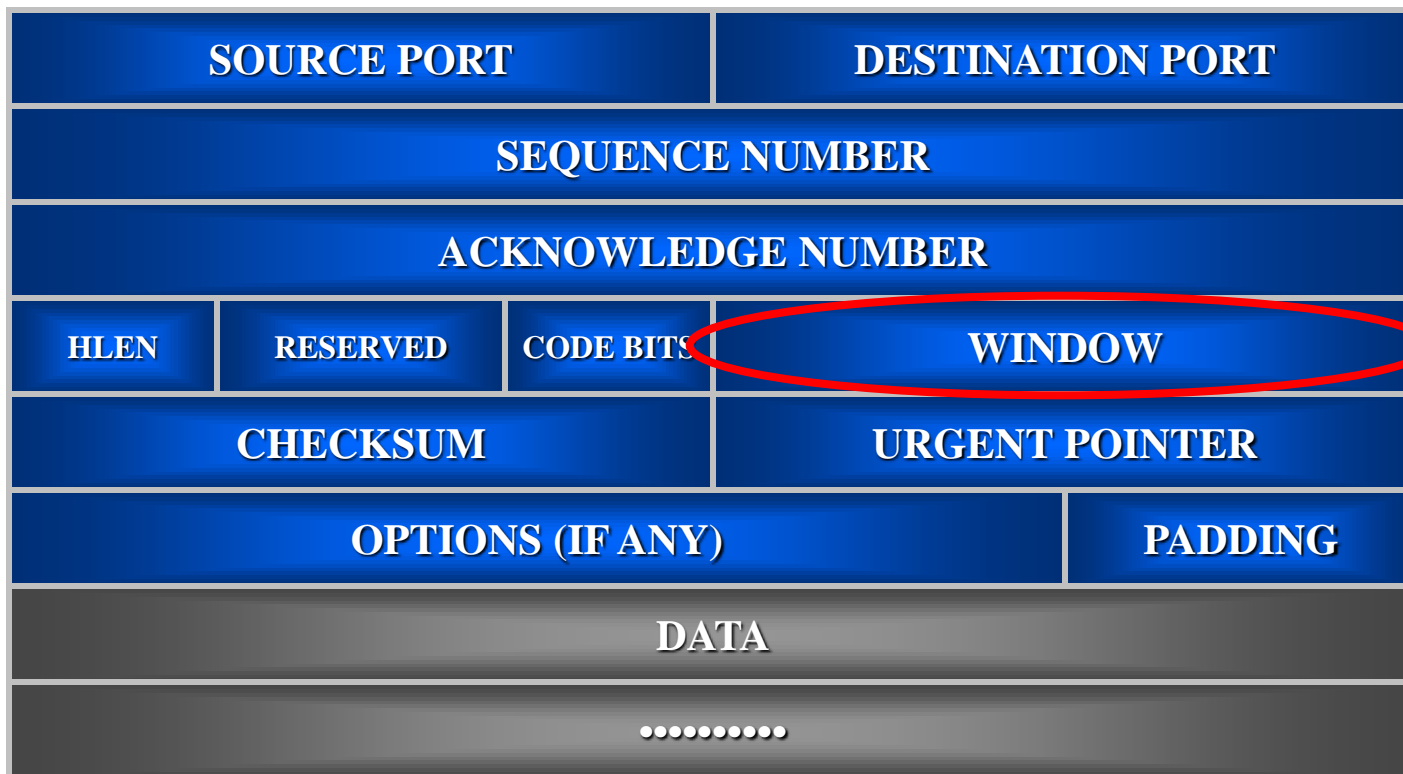 SOURCE PORT
DESTINATION PORT
SEQUENCE NUMBER
ACKNOWLEDGE NUMBER
HLEN
RESERVED
CODE BITS
WINDOW
CHECKSUM
URGENT POINTER
OPTIONS (IF ANY)
PADDING
DATA
••••••••••